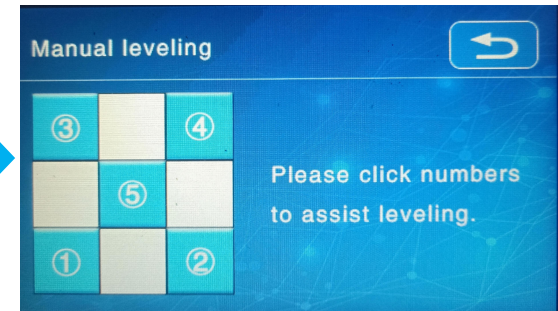 Manual leveling
③ ④
⑤
① ②
Please click numbers
to assist leveling.